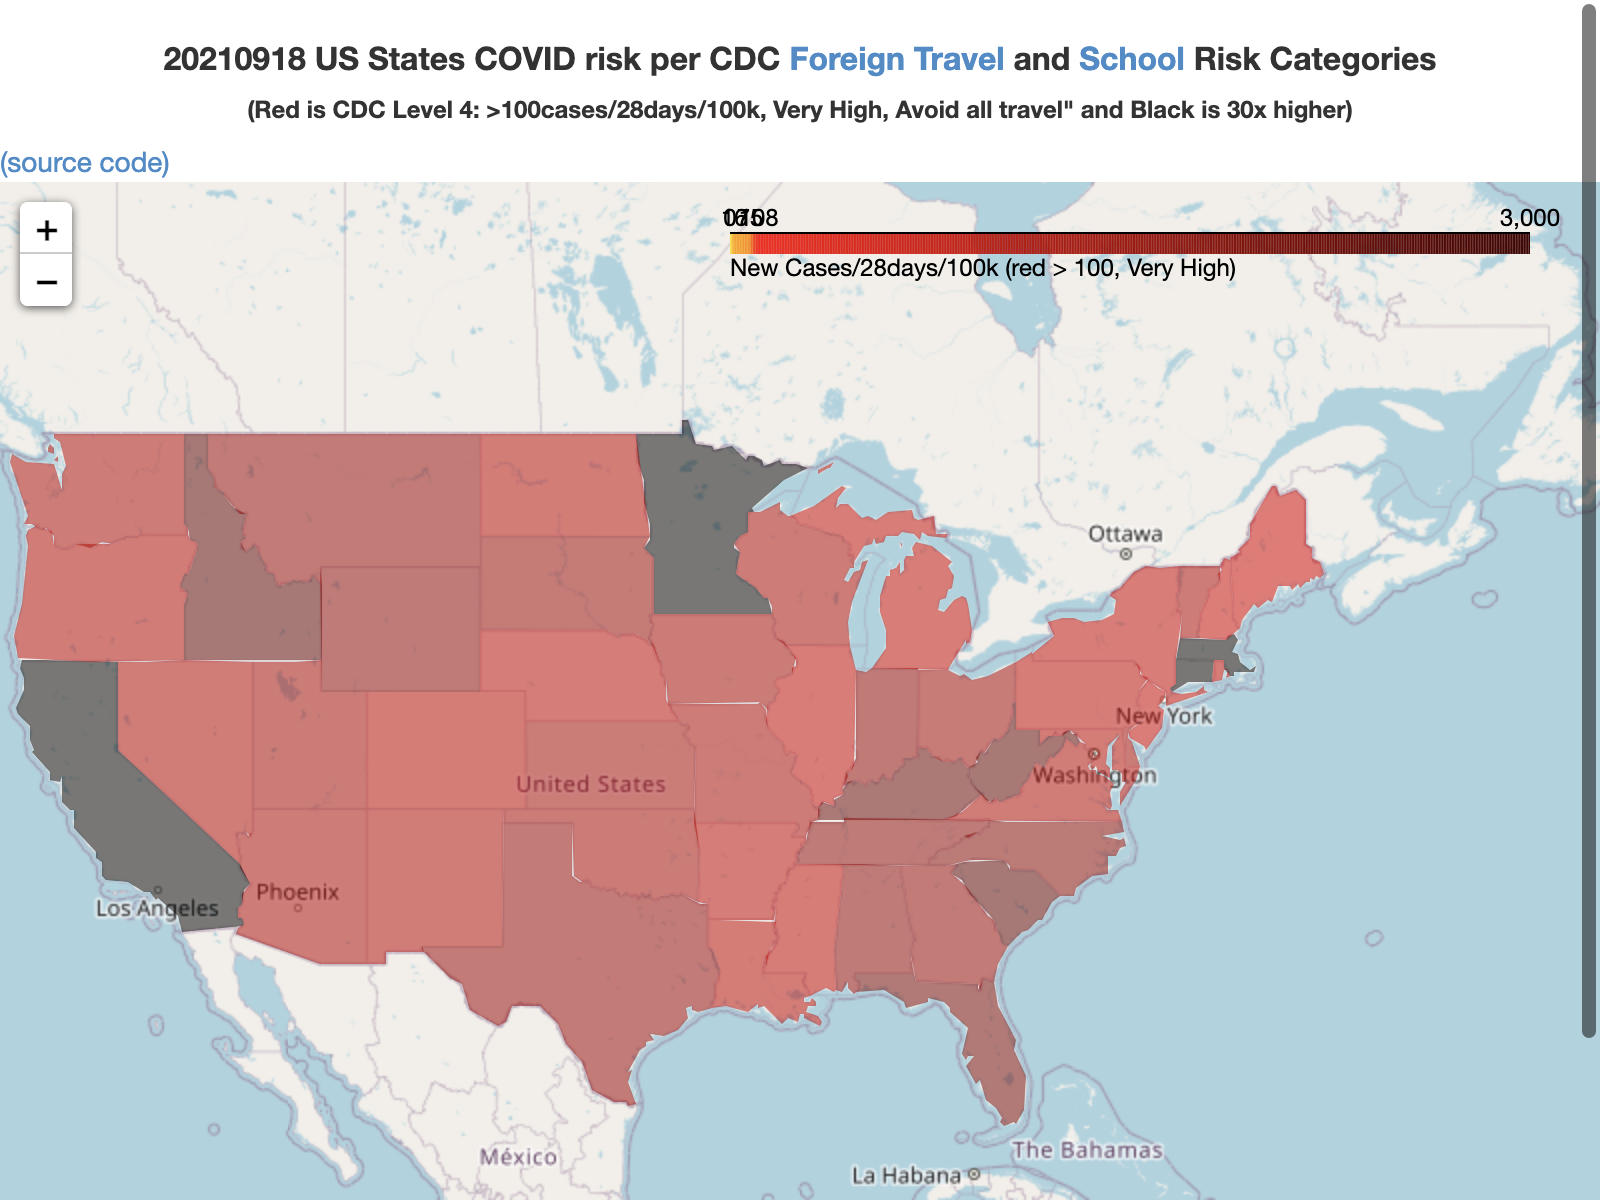 20210918 US States COVID risk per CDC Foreign Travel and School Risk Categories
(Red is CDC Level 4: >100cases/28days/100k, Very High, Avoid all travel" and Black is 30x higher)
(source code)
+
−
3,000
New Cases/28days/100k (red > 100, Very High)
Ottawa
New York
Washington
United States
Phoenix
Los Angeles
México
The Bahamas
La Habana